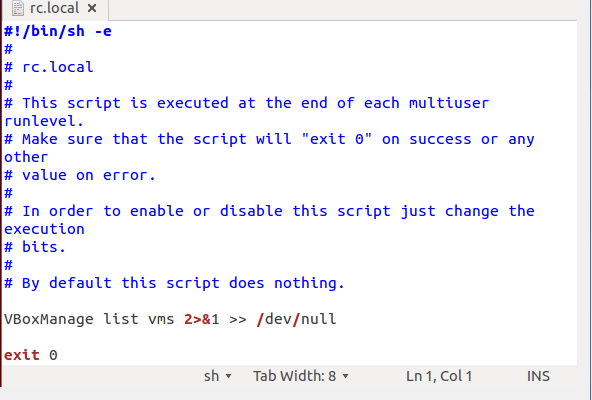 rc.local ×
#!/bin/sh -e
#
# rc.local
#
# This script is executed at the end of each multiuser
runlevel.
# Make sure that the script will "exit 0" on success or any
other
# value on error.
#
# In order to enable or disable this script just change the
execution
# bits.
#
# By default this script does nothing.
VBoxManage list vms 2>&1 >> /dev/null
exit 0
sh Tab Width: 8 Ln 1, Col 1 INS